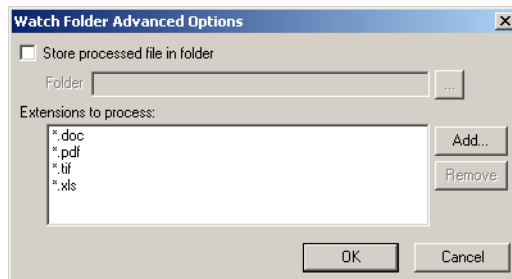 Watch Folder Advanced Options
Store processed file in folder
Folder ...
Extensions to process:
*.doc
*.pdf
*.tif
*.xls
Add...
Remove
OK Cancel